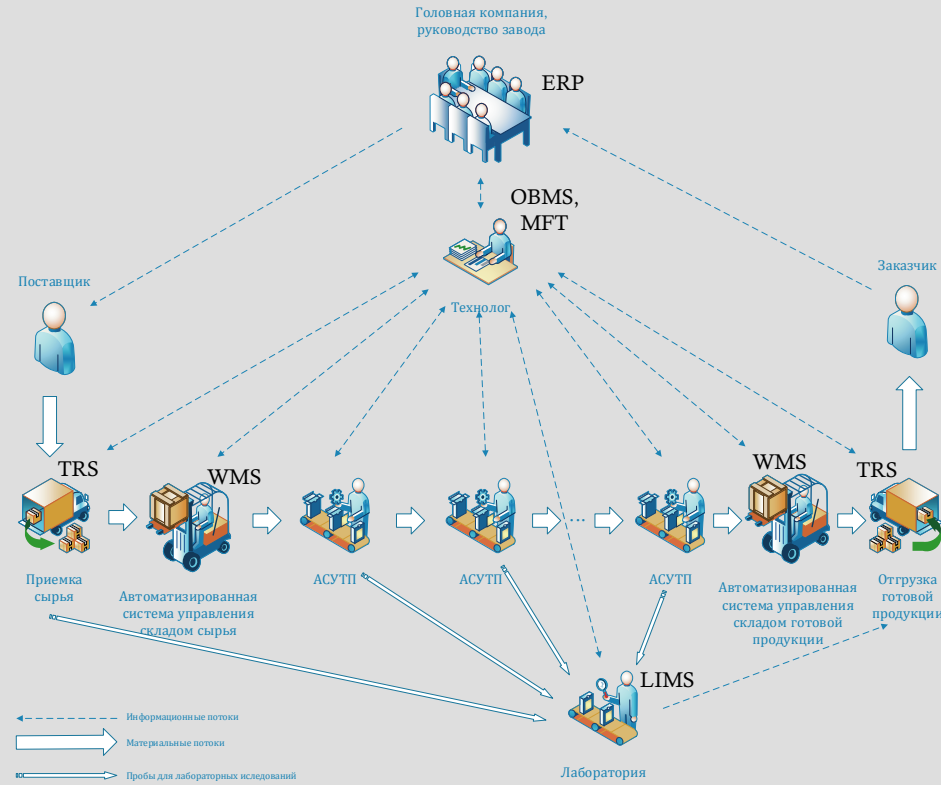 Головная компания,
руководство завода
ERP
OBMS,
MFT
Технолог
Поставщик
Заказчик
TRS
WMS
WMS
TRS
Приемка
сырья
Автоматизированная
система управления
складом сырья
АСУТП
АСУТП
...
АСУТП
Автоматизированная
система управления
складом готовой
продукции
Отгрузка
готовой
продукции
LIMS
Лаборатория
Информационные потоки
Материальные потоки
Пробы для лабораторных иследований